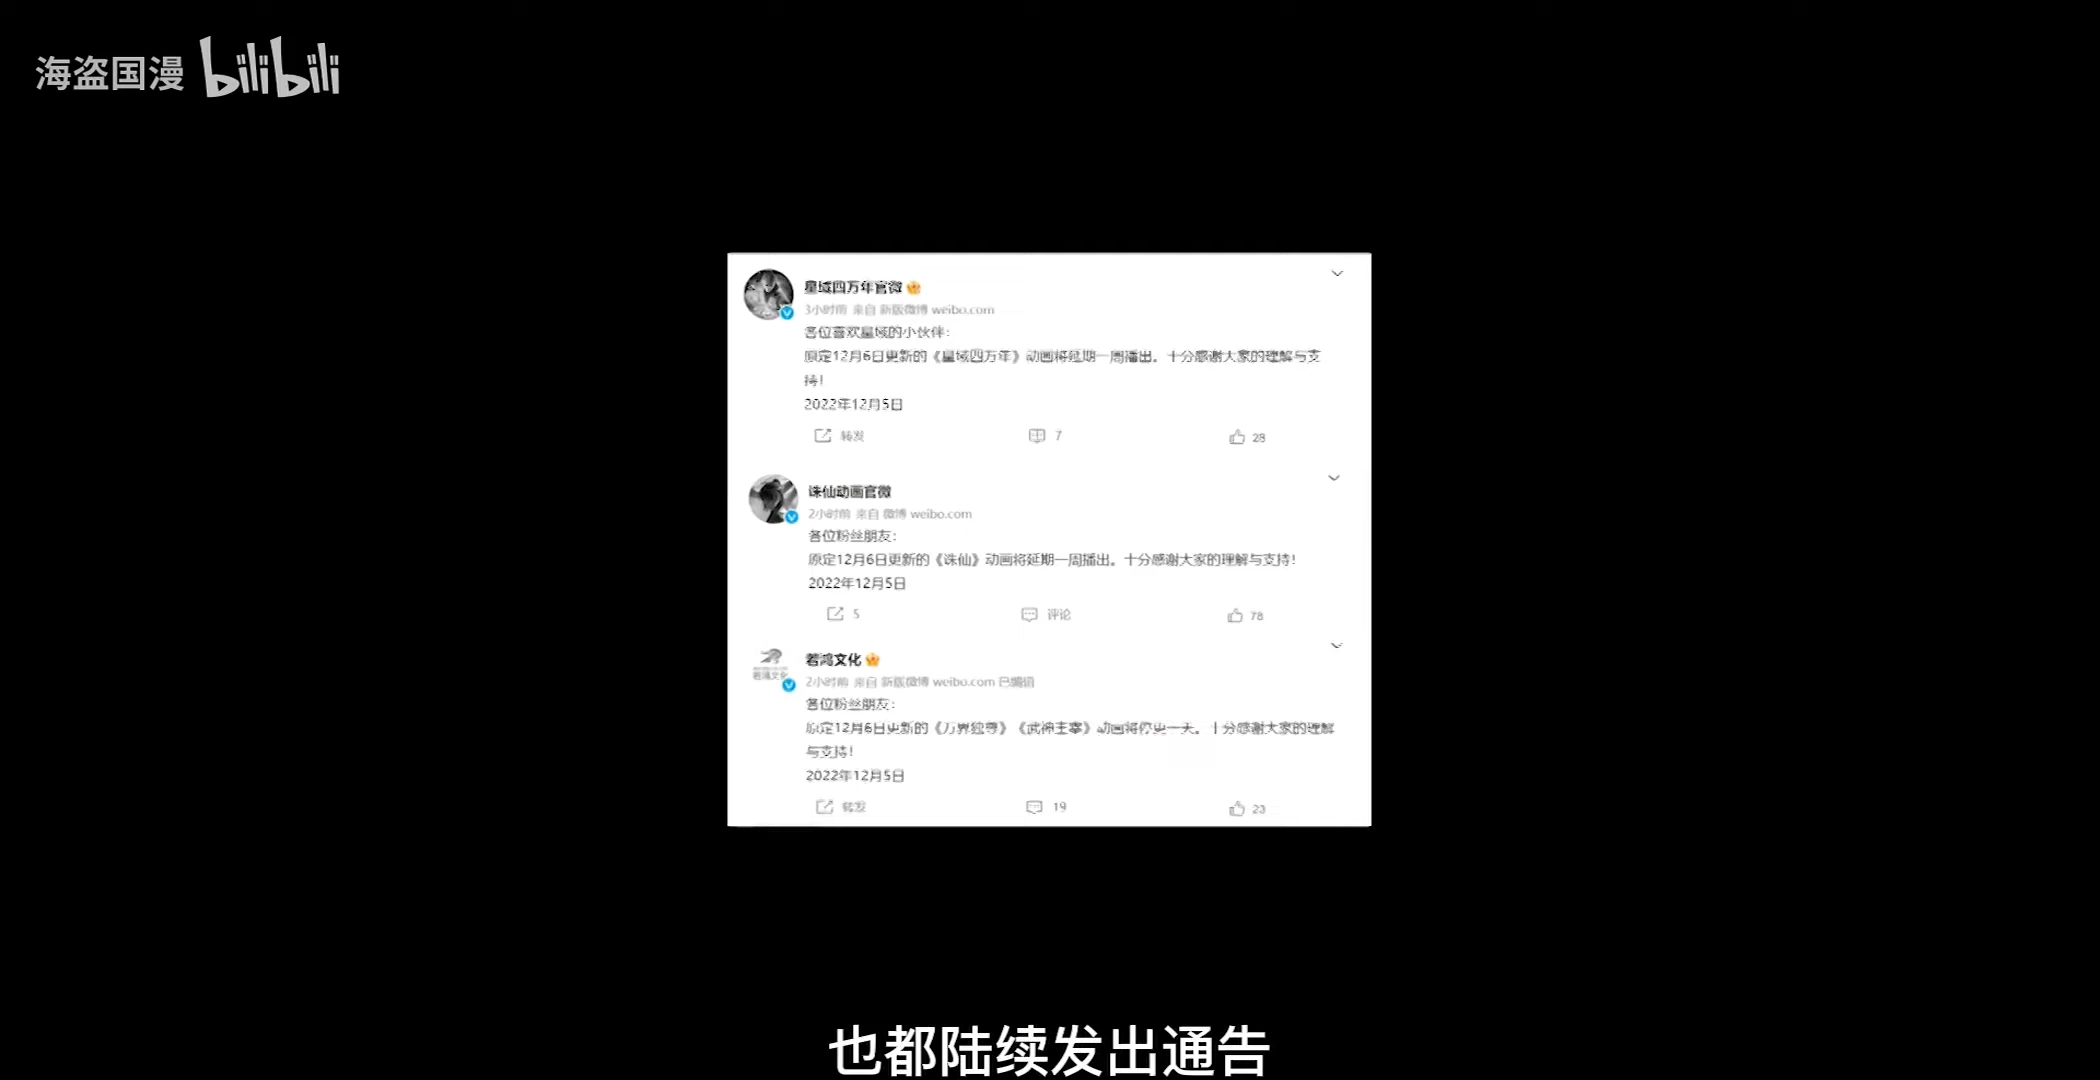 海盗国漫 bilibili
星域四万年官微
3小时前 来自 新版微博 weibo.com
各位喜欢星域的小伙伴：
原定12月6日更新的《星域四万年》动画将延期一周播出。十分感谢大家的理解与支
持！
2022年12月5日
转发 7 28
诛仙动画官微
2小时前 来自 微博 weibo.com
各位粉丝朋友：
原定12月6日更新的《诛仙》动画将延期一周播出。十分感谢大家的理解与支持！
2022年12月5日
5 评论 78
若鸿文化
若鸿文化
2小时前 来自 新版微博 weibo.com 已编辑
各位粉丝朋友：
原定12月6日更新的《万界独尊》《武神主宰》动画将停更一天。十分感谢大家的理解
与支持！
2022年12月5日
转发 19 23
也都陆续发出通告